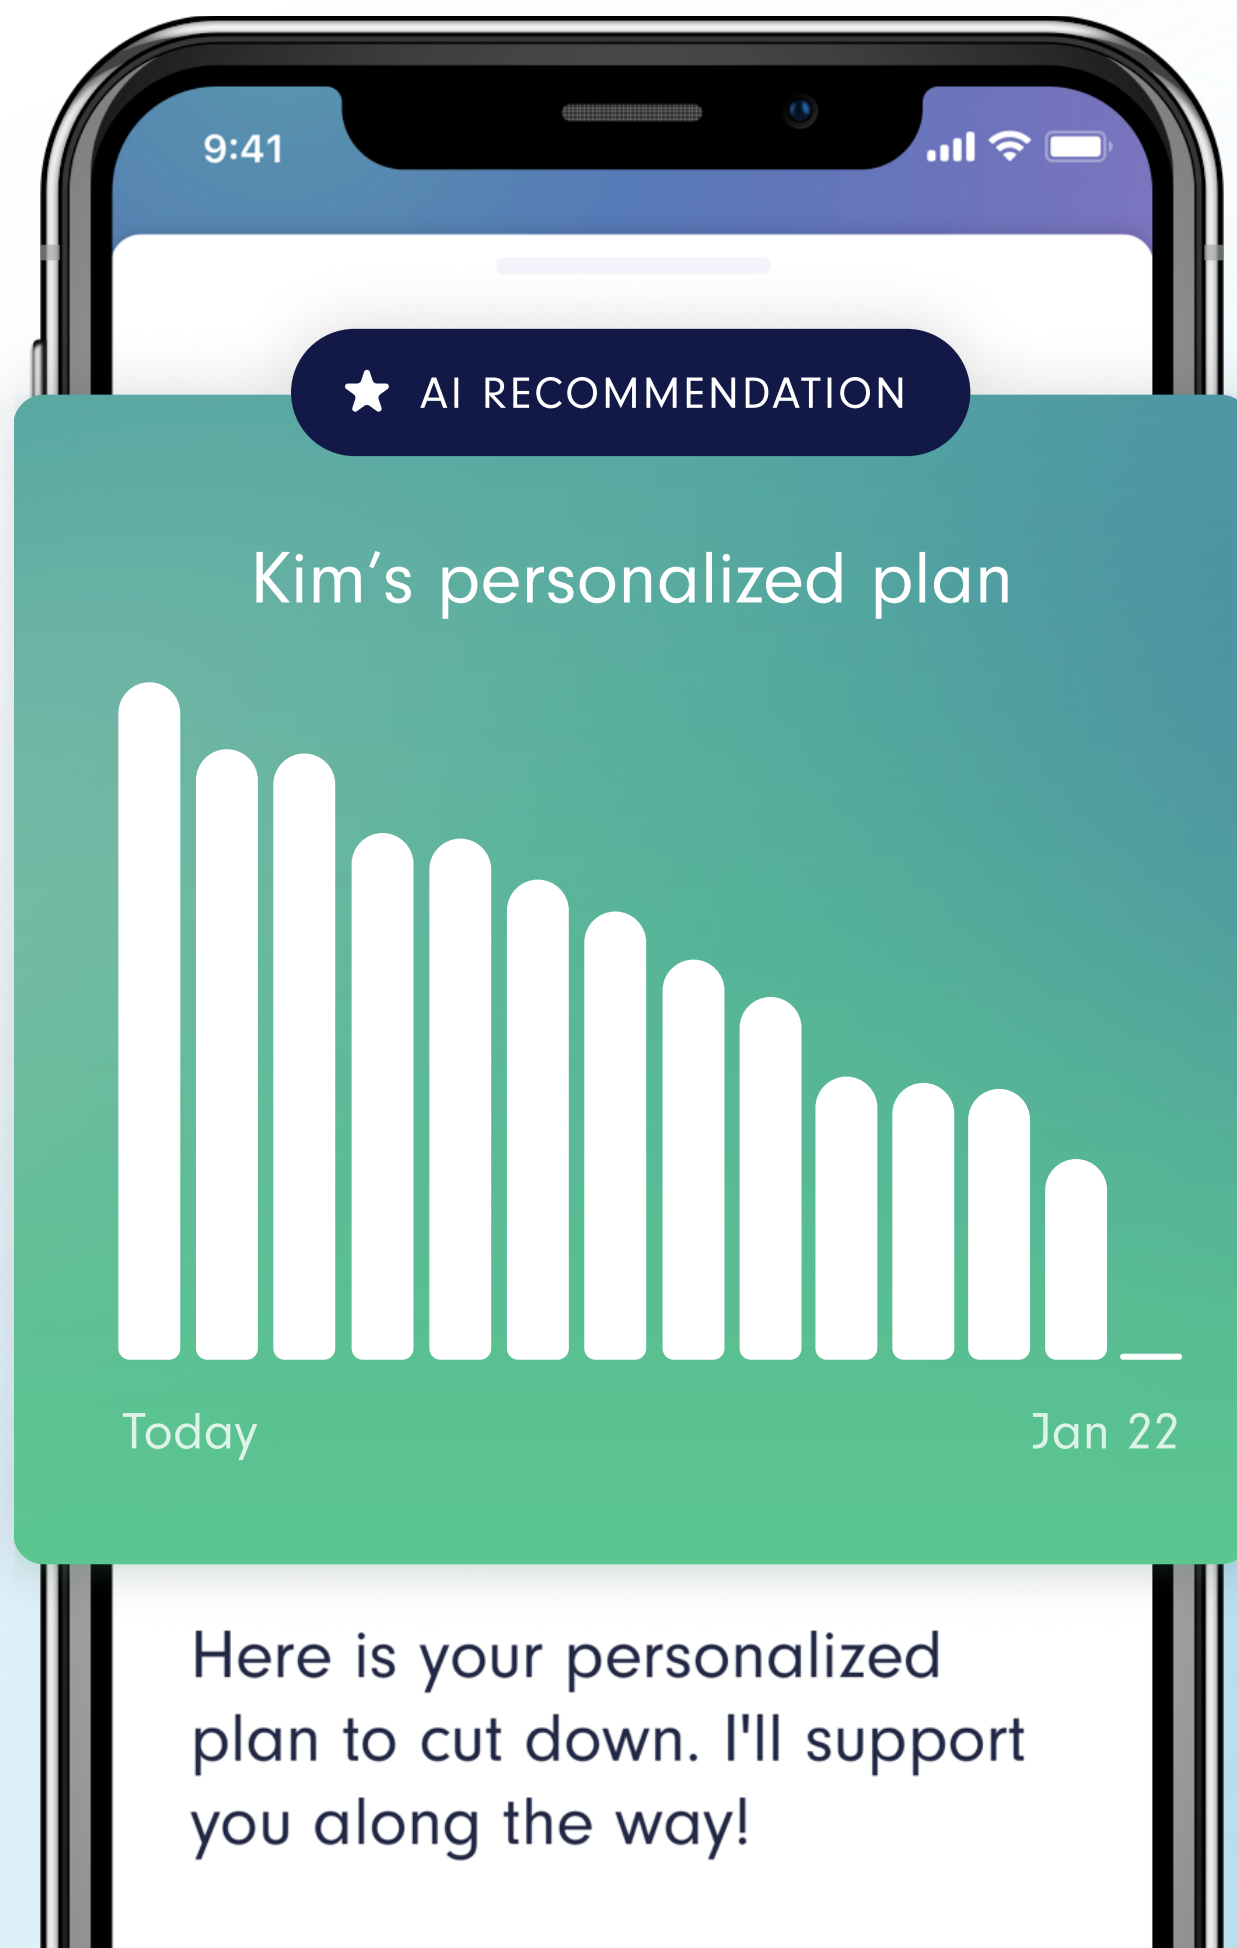 9:41
AI RECOMMENDATION
Kim’s personalized plan
Today
Jan 22
Here is your personalized
plan to cut down. I'll support
you along the way!